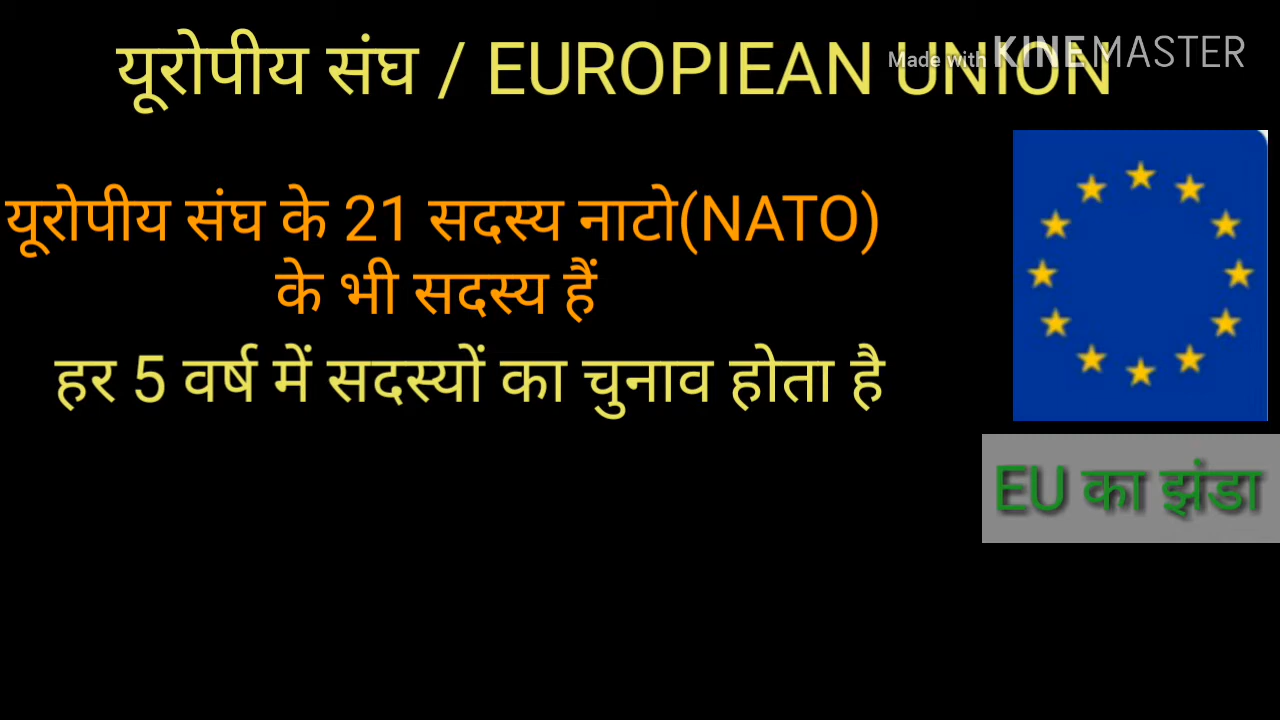 यूरोपीय संघ / EUROPIEAN UNION
Made with KINEMASTER
यूरोपीय संघ के 21 सदस्य नाटो(NATO)
के भी सदस्य हैं
हर 5 वर्ष में सदस्यों का चुनाव होता है
EU का झंडा